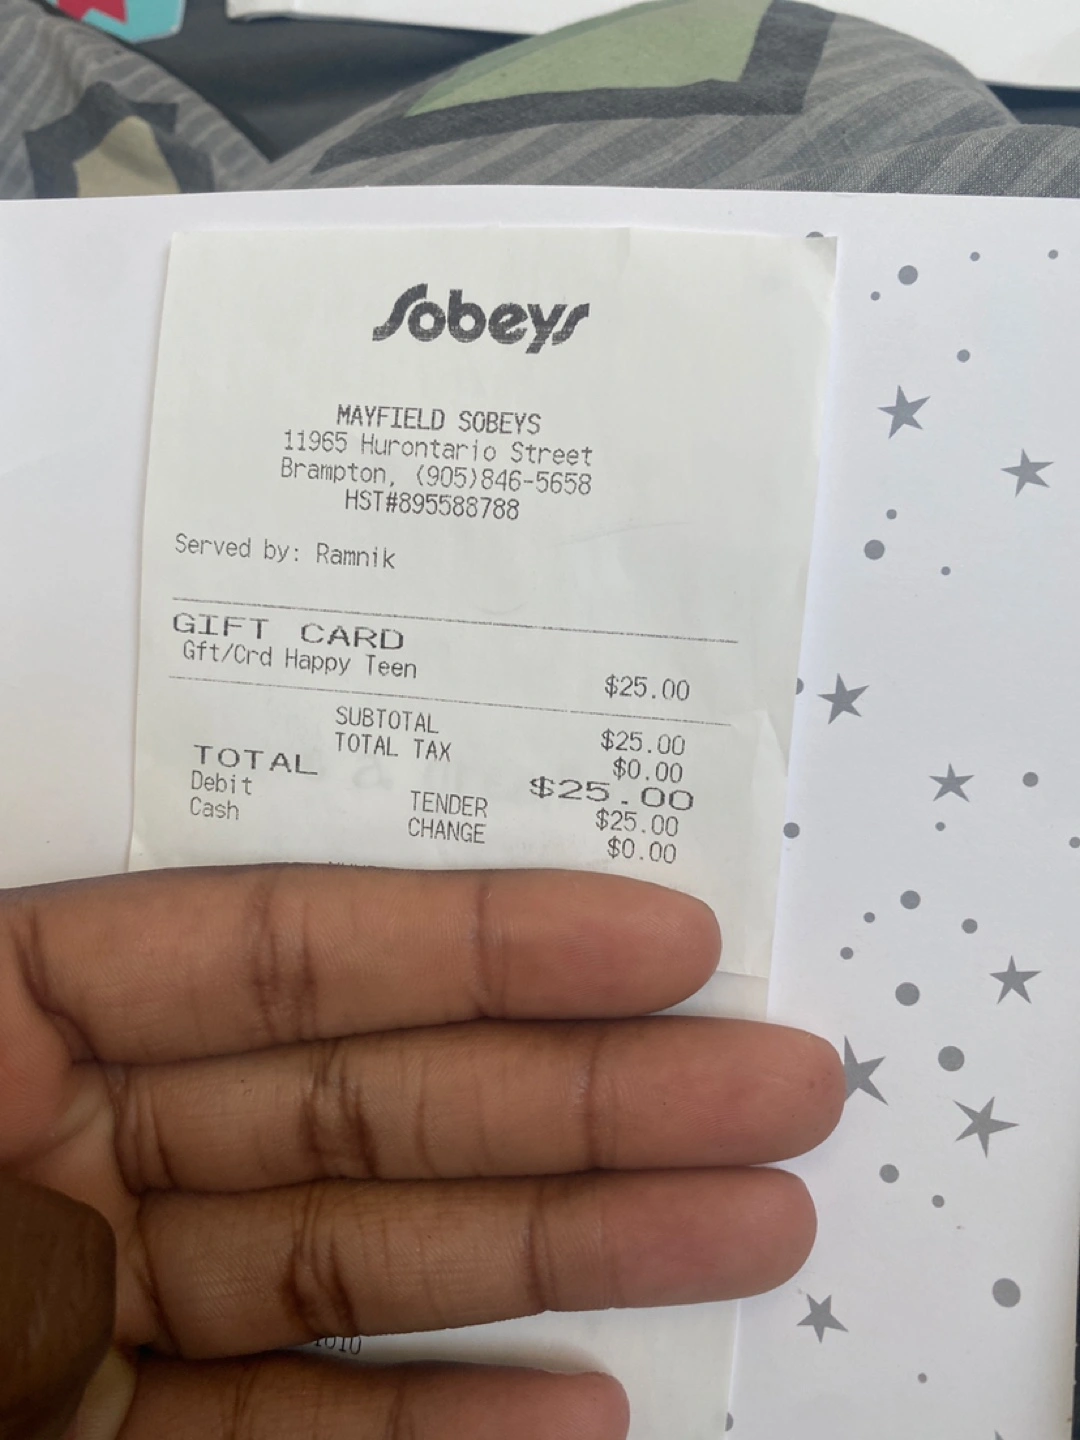 Sobeys
MAYFIELD SOBEYS
11965 Hurontario Street
Brampton, (905)846-5658
HST#895588788
Served by: Ramnik
GIFT CARD
Gft/Crd Happy Teen $25.00
SUBTOTAL $25.00
TOTAL TAX $0.00
TOTAL $25.00
Debit TENDER $25.00
Cash CHANGE $0.00